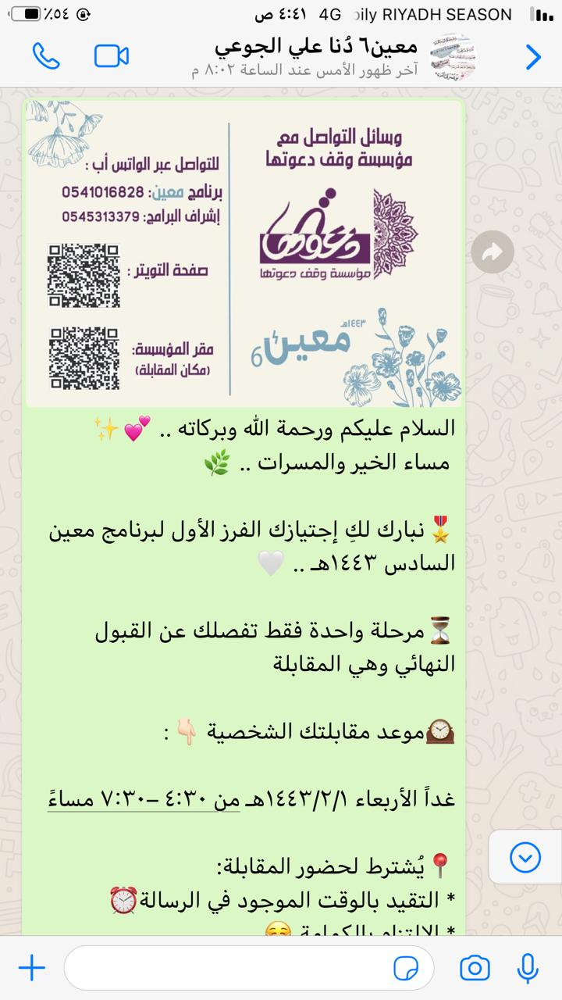 ٪٥٤ ٤:٤١ ص 4G oily RIYADH SEASON
معين٦ دُنا علي الجوعي
آخر ظهور الأمس عند الساعة ٨:٠٢ م
وسائل التواصل مع
مؤسسة وقف دعوتها
دعوتها
مؤسسة وقف دعوتها
١٤٤٣هـ
معين 6
للتواصل عبر الواتس أب :
برنامج معين: 0541016828
إشراف البرامج: 0545313379
صفحة التويتر :
مقر المؤسسة:
(مكان المقابلة)
السلام عليكم ورحمة الله وبركاته .. 💕✨
مساء الخير والمسرات .. 🌿
🎖️نبارك لكِ إجتيازك الفرز الأول لبرنامج معين
السادس ١٤٤٣هـ .. 🤍
⏳مرحلة واحدة فقط تفصلك عن القبول
النهائي وهي المقابلة
🕰️موعد مقابلتك الشخصية 👇🏻 :
غداً الأربعاء ١٤٤٣/٢/١هـ من ٤:٣٠ –٧:٣٠ مساءً
📍يُشترط لحضور المقابلة:
* التقيد بالوقت الموجود في الرسالة⏰
* الالتزام بالكمامة ☺️